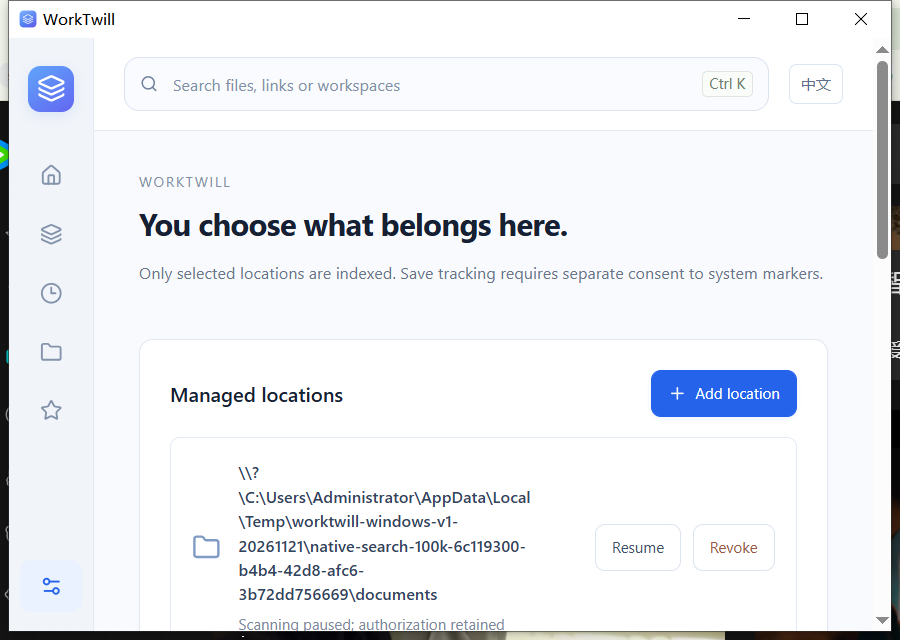 WorkTwill
Search files, links or workspaces
Ctrl K
中文
WORKTWILL
You choose what belongs here.
Only selected locations are indexed. Save tracking requires separate consent to system markers.
Managed locations
Add location
\\?
\C:\Users\Administrator\AppData\Local
\Temp\worktwill-windows-v1-
20261121\native-search-100k-6c119300-
b4b4-42d8-afc6-
3b72dd756669\documents
Resume
Revoke
Scanning paused; authorization retained